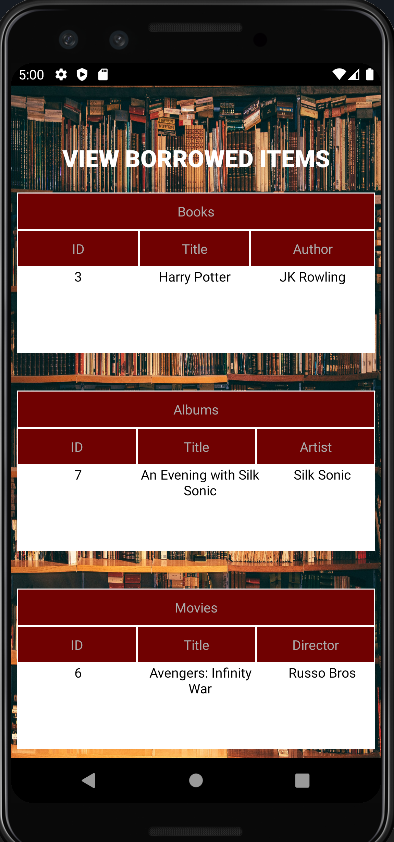 5:00
VIEW BORROWED ITEMS
Books
ID Title Author
3 Harry Potter JK Rowling
Albums
ID Title Artist
7 An Evening with Silk Silk Sonic
Sonic
Movies
ID Title Director
6 Avengers: Infinity Russo Bros
War